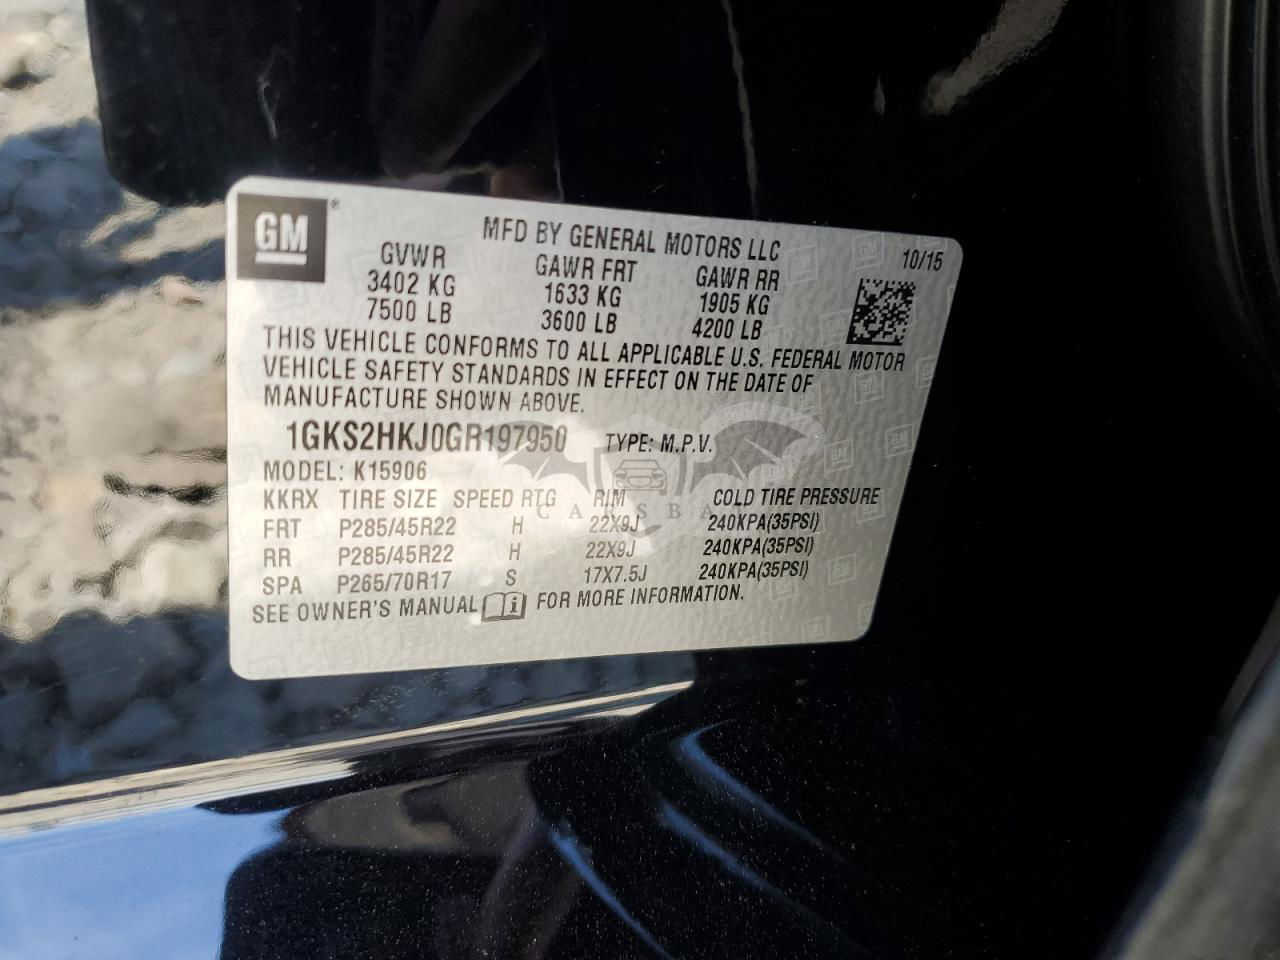 GM®
MFD BY GENERAL MOTORS LLC
10/15
GVWR GAWR FRT GAWR RR
3402 KG 1633 KG 1905 KG
7500 LB 3600 LB 4200 LB
THIS VEHICLE CONFORMS TO ALL APPLICABLE U.S. FEDERAL MOTOR
VEHICLE SAFETY STANDARDS IN EFFECT ON THE DATE OF
MANUFACTURE SHOWN ABOVE.
1GKS2HKJ0GR197950 TYPE: M.P.V.
MODEL: K15906
KKRX TIRE SIZE SPEED RTG RIM COLD TIRE PRESSURE
FRT P285/45R22 H 22X9J 240KPA(35PSI)
RR P285/45R22 H 22X9J 240KPA(35PSI)
SPA P265/70R17 S 17X7.5J 240KPA(35PSI)
SEE OWNER'S MANUAL FOR MORE INFORMATION.